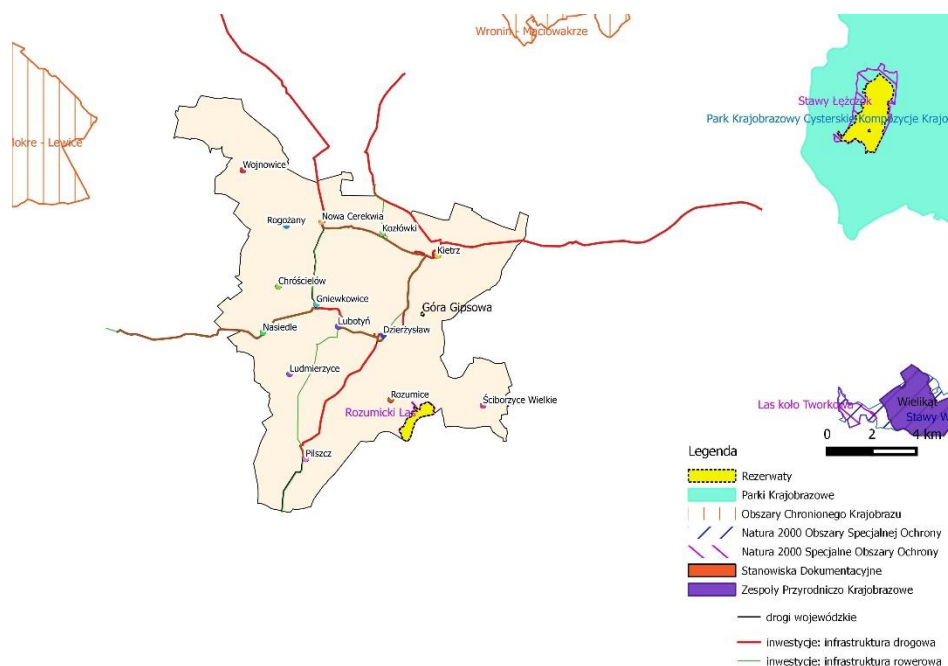 Wronin - Maciowakrze
Stawy Łężczok
Park Krajobrazowy Cysterskie Kompozycje Krajo
Mokre - Lewice
Wojnowice
Rogożany
Nowa Cerekwia
Kozłówki
Kietrz
Chróścielów
Gniewkowice
Góra Gipsowa
Nasiedle
Lubotyń
Dzierżysław
Ludmierzyce
Rozumice
Ściborzyce Wielkie
Rozumicki Las
Las koło Tworkowa
Wielikąt
Stawy W
Pilszcz
0 2 4 km
Legenda
Rezerwaty
Parki Krajobrazowe
Obszary Chronionego Krajobrazu
Natura 2000 Obszary Specjalnej Ochrony
Natura 2000 Specjalne Obszary Ochrony
Stanowiska Dokumentacyjne
Zespoły Przyrodniczo Krajobrazowe
drogi wojewódzkie
inwestycje: infrastruktura drogowa
inwestycje: infrastruktura rowerowa